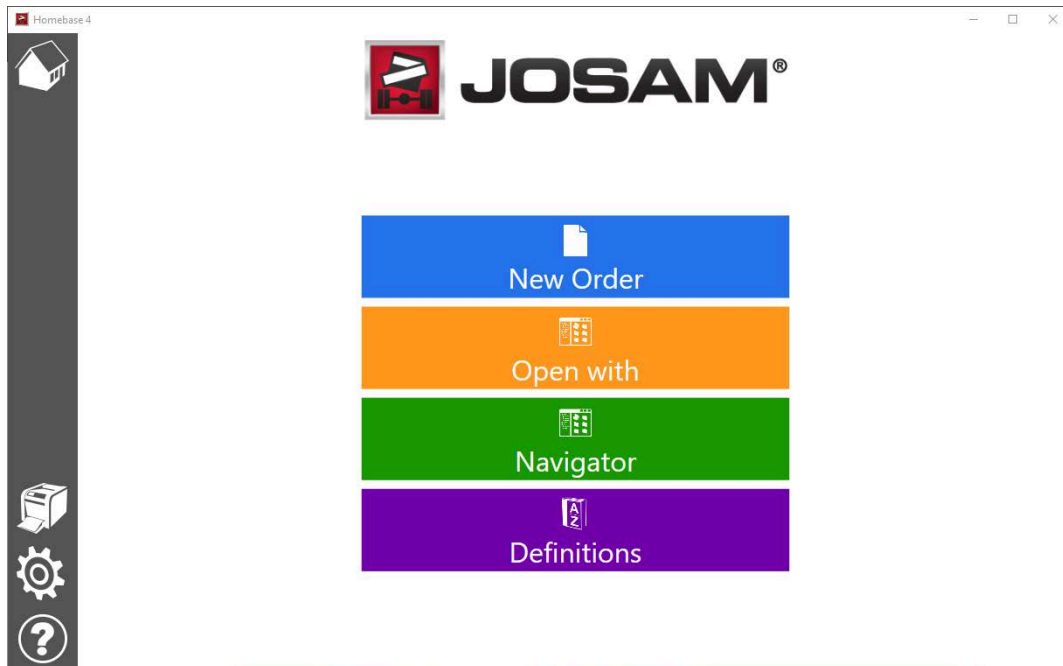 Homebase 4
JOSAM®
New Order
Open with
Navigator
A
Z
Definitions
?